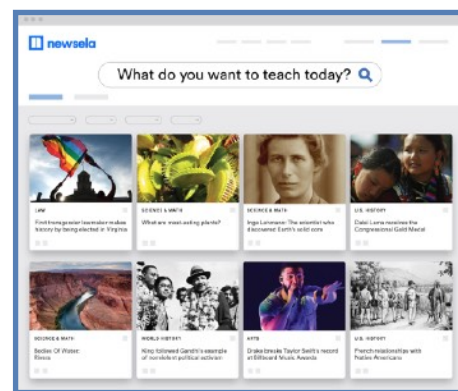 newsela
What do you want to teach today?
LAW
First transgender lawmaker makes
history by being elected in Virginia
SCIENCE & MATH
What are meat-eating plants?
SCIENCE & MATH
Inge Lehmann: The scientist who
discovered Earth's solid core
U.S. HISTORY
Dalai Lama receives the
Congressional Gold Medal
SCIENCE & MATH
Bodies Of Water:
Rivers
WORLD HISTORY
King followed Gandhi's example
of nonviolent political activism
ARTS
Drake breaks Taylor Swift's record
at Billboard Music Awards
U.S. HISTORY
French relationships with
Native Americans